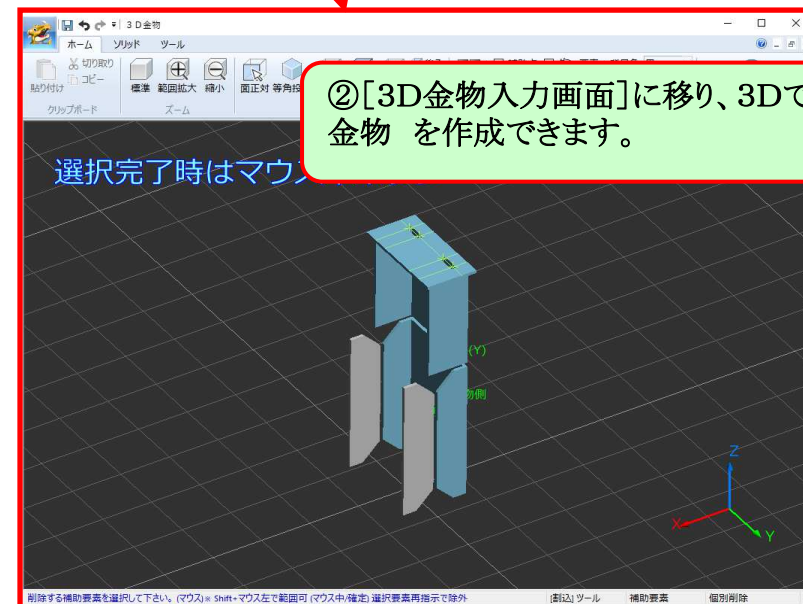 3D金物
ホーム ソリッド ツール
貼り付け
切り取り
コピー
クリップボード
標準 範囲拡大 縮小
ズーム
面正対 等角投
②[3D金物入力画面]に移り、3Dで
金物 を作成できます。
選択完了時はマウス
(Y)
物側
Z
X
Y
削除する補助要素を選択して下さい。(マウス)※ Shift+マウス左で範囲可 (マウス中/確定) 選択要素再指示で除外
[割込] ツール 補助要素 個別削除